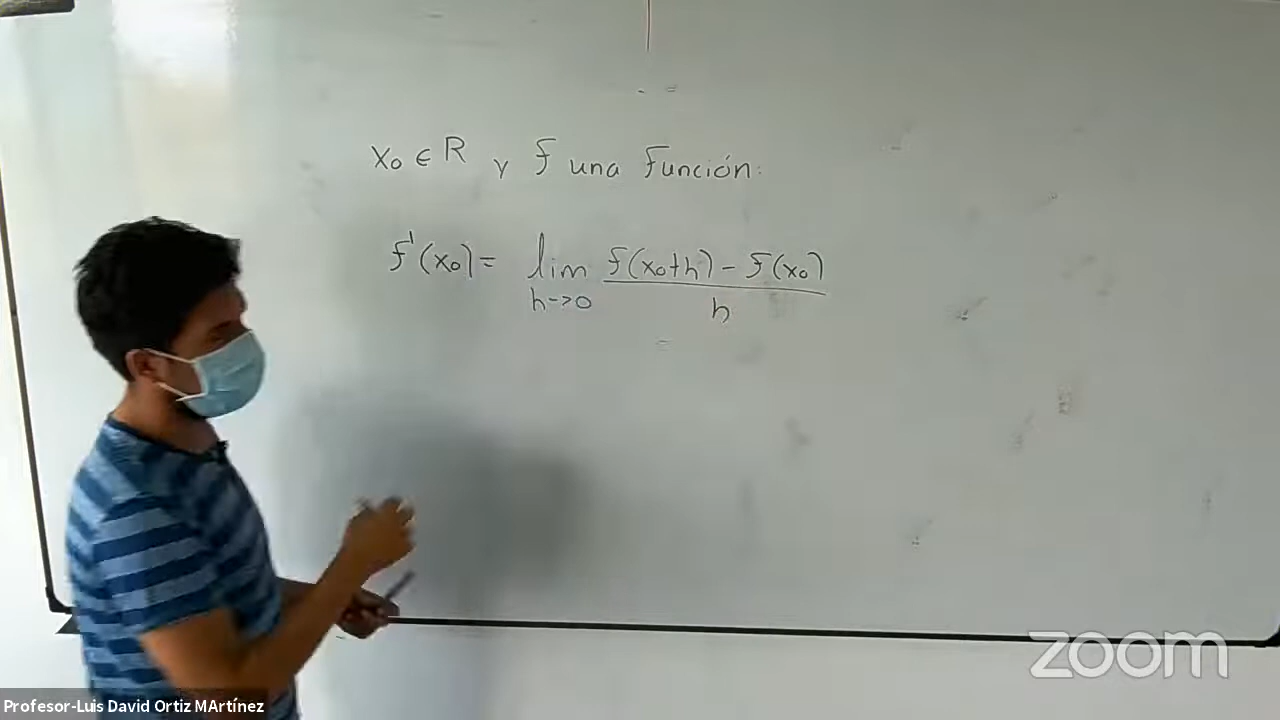 x₀ ∈ R y f una función:
f'(x₀) = lim f(x₀+h) - f(x₀)
h->0 h
zoom
Profesor-Luis David Ortiz MArtínez